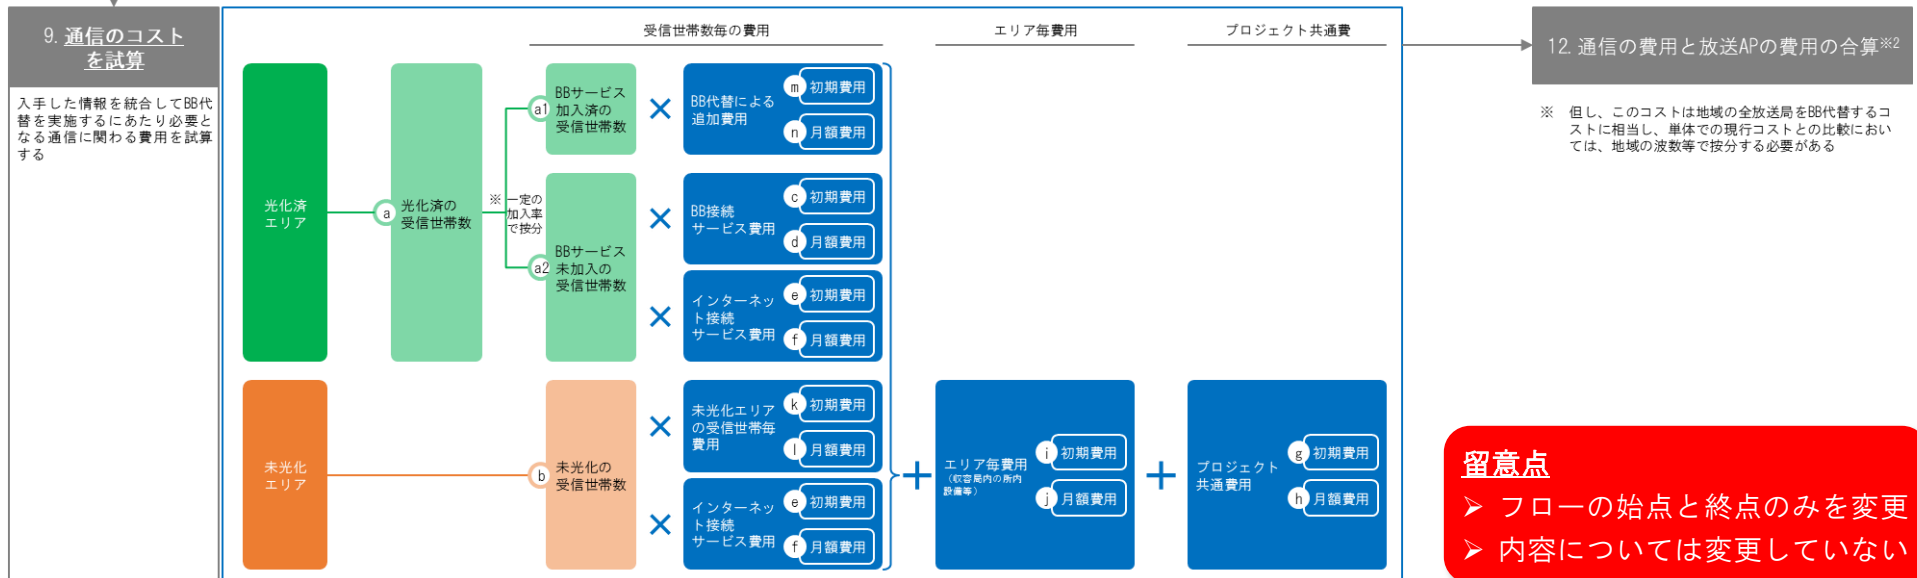 9. 通信のコスト
を試算
入手した情報を統合してBB代
替を実施するにあたり必要と
なる通信に関わる費用を試算
する
受信世帯数毎の費用
エリア毎費用
プロジェクト共通費
光化済
エリア
a
光化済の
受信世帯数
※ 一定の
加入率
で按分
a1
BBサービス
加入済の
受信世帯数
×
BB代替による
追加費用
m 初期費用
n 月額費用
a2
BBサービス
未加入の
受信世帯数
×
BB接続
サービス費用
c 初期費用
d 月額費用
×
インターネッ
ト接続
サービス費用
e 初期費用
f 月額費用
未光化
エリア
b
未光化の
受信世帯数
×
未光化エリア
の受信世帯毎
費用
k 初期費用
l 月額費用
×
インターネッ
ト接続
サービス費用
e 初期費用
f 月額費用
+
エリア毎費用
(収容局内の所内
設備等)
i 初期費用
j 月額費用
+
プロジェクト
共通費用
g 初期費用
h 月額費用
12. 通信の費用と放送APの費用の合算※2
※ 但し、このコストは地域の全放送局をBB代替するコ
ストに相当し、単体での現行コストとの比較におい
ては、地域の波数等で按分する必要がある
留意点
➢ フローの始点と終点のみを変更
➢ 内容については変更していない